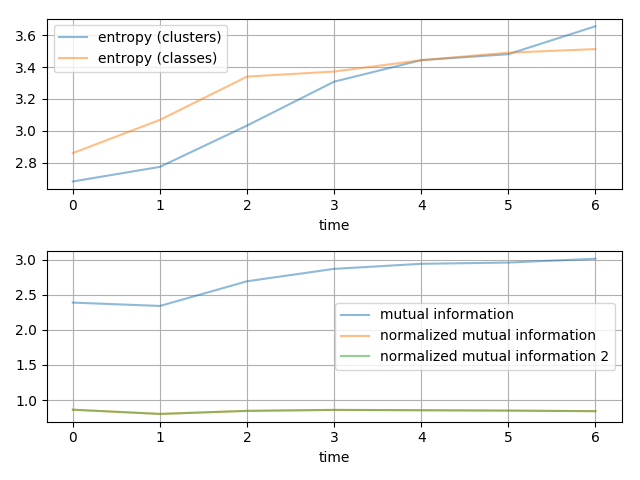 3.6
3.4
3.2
3.0
2.8
entropy (clusters)
entropy (classes)
0 1 2 3 4 5 6
time
3.0
2.5
2.0
1.5
1.0
mutual information
normalized mutual information
normalized mutual information 2
0 1 2 3 4 5 6
time